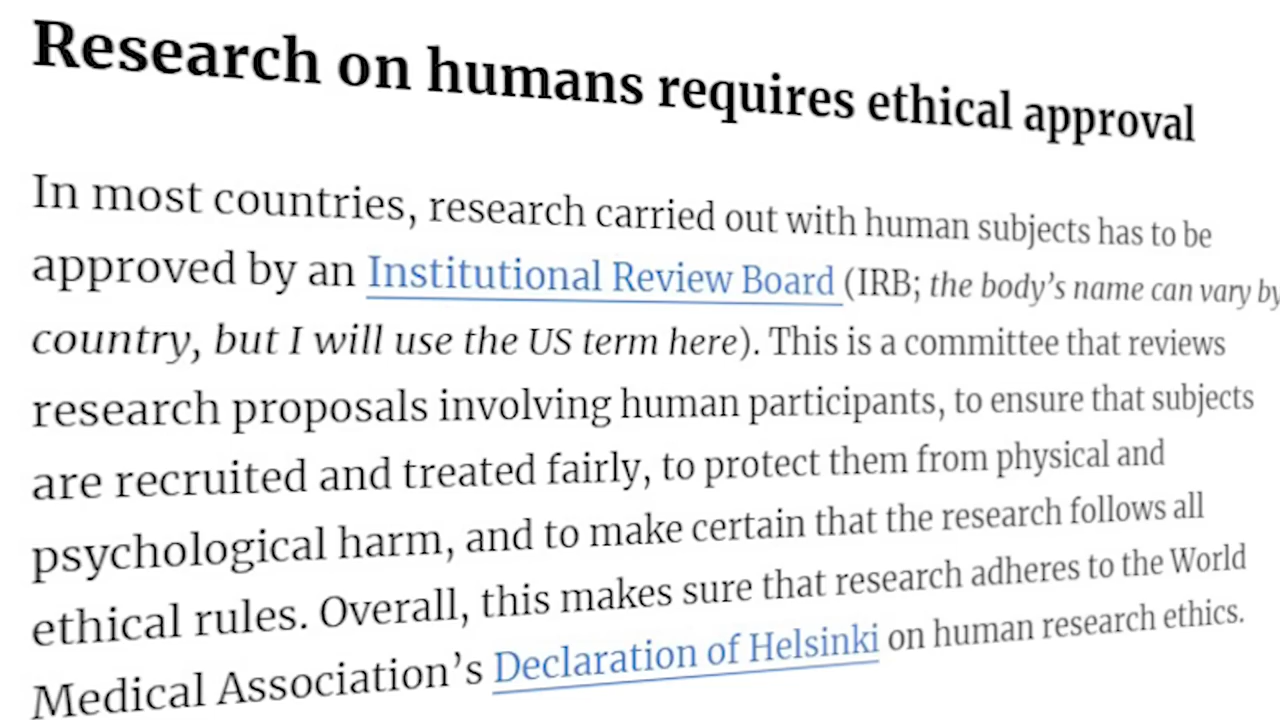 Research on humans requires ethical approval
In most countries, research carried out with human subjects has to be
approved by an Institutional Review Board (IRB; the body’s name can vary by
country, but I will use the US term here). This is a committee that reviews
research proposals involving human participants, to ensure that subjects
are recruited and treated fairly, to protect them from physical and
psychological harm, and to make certain that the research follows all
ethical rules. Overall, this makes sure that research adheres to the World
Medical Association’s Declaration of Helsinki on human research ethics.